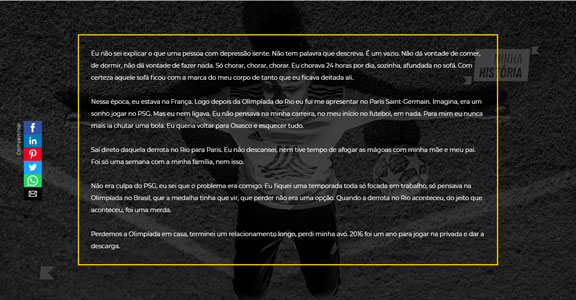 MINHA
HISTÓRIA
Eu não sei explicar o que uma pessoa com depressão sente. Não tem palavra que descreva. É um vazio. Não dá vontade de comer,
de dormir, não dá vontade de fazer nada. Só chorar, chorar, chorar. Eu chorava 24 horas por dia, sozinha, afundada no sofá. Com
certeza aquele sofá ficou com a marca do meu corpo de tanto que eu ficava deitada ali.
Nessa época, eu estava na França. Logo depois da Olimpíada do Rio eu fui me apresentar no Paris Saint-Germain. Imagina, era um
sonho jogar no PSG. Mas eu nem ligava. Eu não pensava na minha carreira, no meu início no futebol, em nada. Para mim eu nunca
mais ia chutar uma bola. Eu queria voltar para Osasco e esquecer tudo.
Saí direto daquela derrota no Rio para Paris. Eu não descansei, nem tive tempo de afogar as mágoas com minha mãe e meu pai.
Foi só uma semana com a minha família, nem isso.
Não era culpa do PSG, eu sei que o problema era comigo. Eu fiquei uma temporada toda só focada em trabalho, só pensava na
Olimpíada no Brasil, que a medalha tinha que vir, que perder não era uma opção. Quando a derrota no Rio aconteceu, do jeito que
aconteceu, foi uma merda.
Perdemos a Olimpíada em casa, terminei um relacionamento longo, perdi minha avó. 2016 foi um ano para jogar na privada e dar a
descarga.
Compartilhe